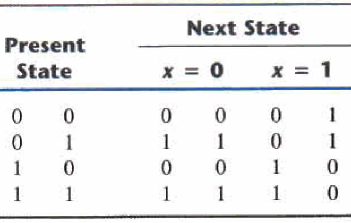 Next State
Present
State x = 0 x = 1
0 0 0 0 0 1
0 1 1 1 0 1
1 0 0 0 1 0
1 1 1 1 1 0